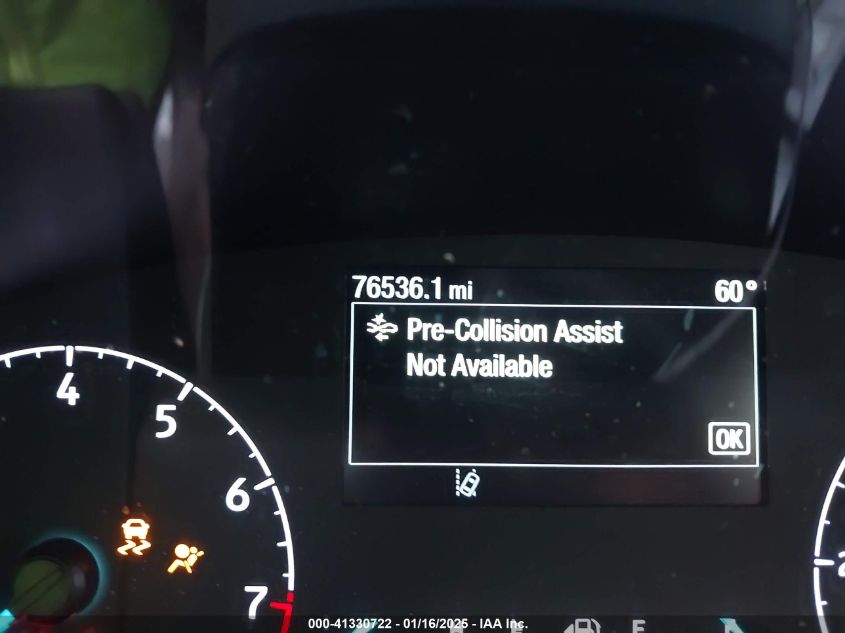 76536.1 mi 60°
Pre-Collision Assist
Not Available
OK
4
5
6
7
2
F
000-41330722 - 01/16/2025 - IAA Inc.